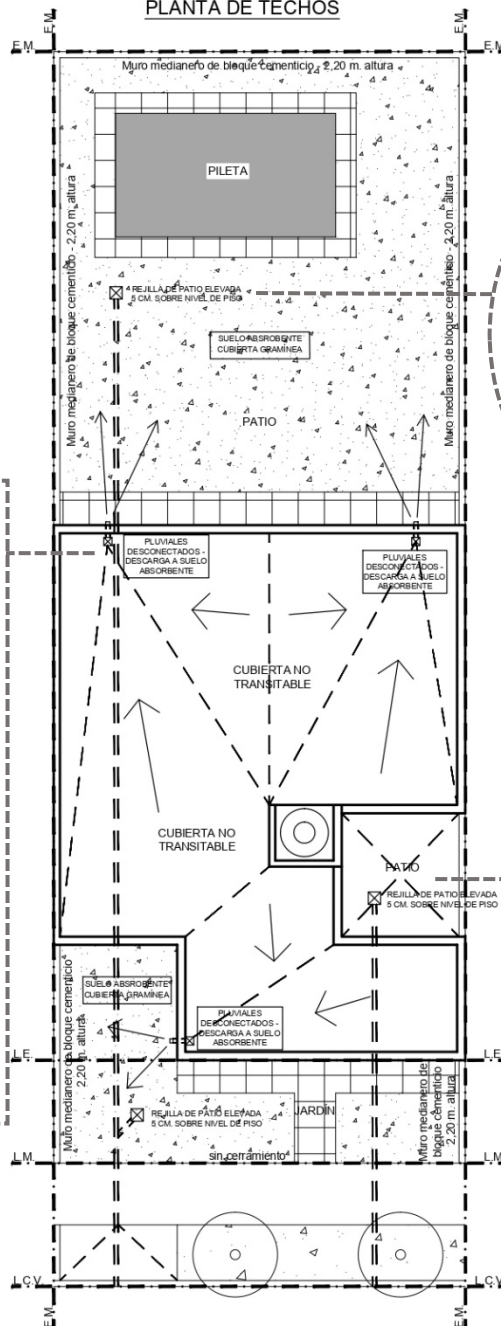 PLANTA DE TECHOS
E.M.
E.M.
E.M.
E.M.
Muro medianero de bloque cementicio - 2,20 m. altura
Muro medianero de bloque cementicio - 2,20 m. altura
Muro medianero de bloque cementicio - 2,20 m. altura
PILETA
REJILLA DE PATIO ELEVADA
5 CM. SOBRE NIVEL DE PISO
SUELO ABSROBENTE
CUBIERTA GRAMÍNEA
PATIO
PLUVIALES
DESCONECTADOS -
DESCARGA A SUELO
ABSORBENTE
PLUVIALES
DESCONECTADOS -
DESCARGA A SUELO
ABSORBENTE
CUBIERTA NO
TRANSITABLE
CUBIERTA NO
TRANSITABLE
PATIO
REJILLA DE PATIO ELEVADA
5 CM. SOBRE NIVEL DE PISO
SUELO ABSROBENTE
CUBIERTA GRAMÍNEA
Muro medianero de bloque cementicio
2,20 m. altura
PLUVIALES
DESCONECTADOS -
DESCARGA A SUELO
ABSORBENTE
L.E.
L.E.
REJILLA DE PATIO ELEVADA
5 CM. SOBRE NIVEL DE PISO
JARDÍN
Muro medianero de
bloque cementicio
2,20 m. altura
sin cerramiento
L.M.
L.M.
L.C.V.
L.C.V.
E.M.
E.M.